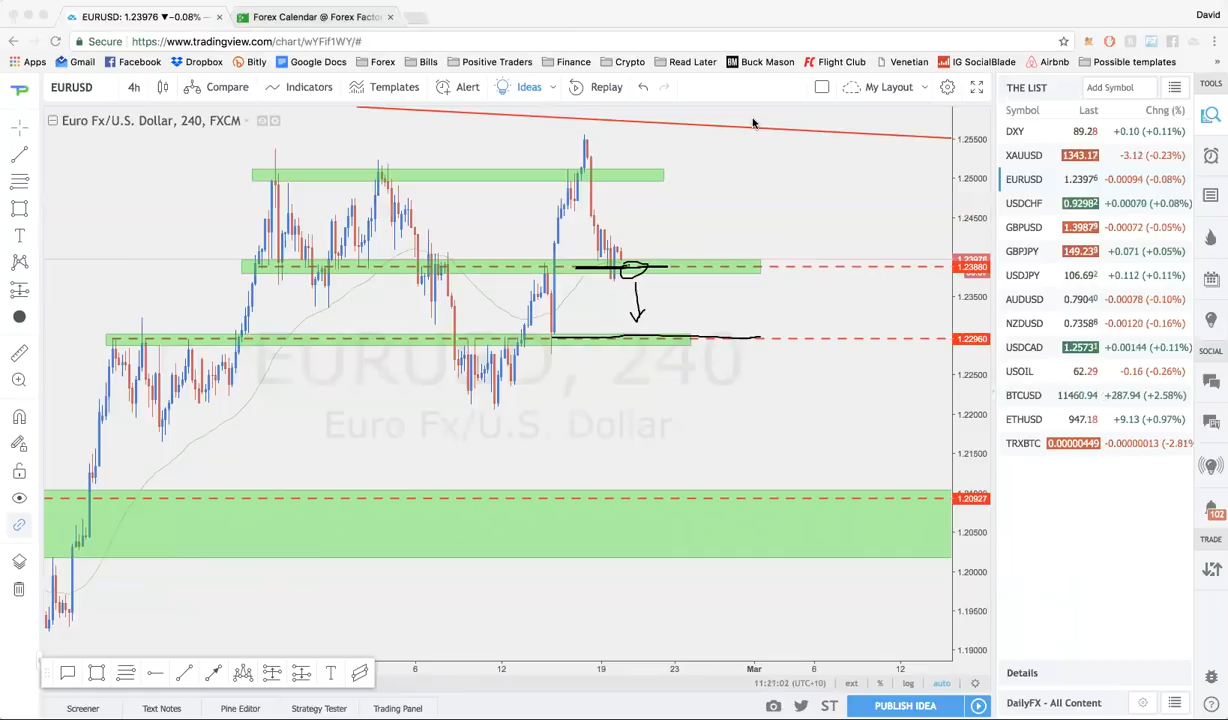 EURUSD: 1.23976 ▼−0.08%
Forex Calendar @ Forex Facto
David
Secure
https://www.tradingview.com/chart/wYFif1WY/#
Apps Gmail Facebook Dropbox Bitly Google Docs Forex Bills Positive Traders Finance Crypto Read Later Buck Mason Flight Club Venetian IG SocialBlade Airbnb Possible templates
EURUSD 4h Compare Indicators Templates Alert Ideas Replay My Layout
THE LIST Add Symbol TOOLS
Euro Fx/U.S. Dollar, 240, FXCM
Symbol Last Chng (%)
DXY 89.28 +0.10 (+0.11%)
XAUUSD 1343.17 -3.12 (-0.23%)
EURUSD 1.23976 -0.00094 (-0.08%)
USDCHF 0.92982 +0.00070 (+0.08%)
GBPUSD 1.39879 -0.00072 (-0.05%)
GBPJPY 149.239 +0.071 (+0.05%)
USDJPY 106.692 +0.112 (+0.11%)
AUDUSD 0.79040 -0.00078 (-0.10%)
NZDUSD 0.73586 -0.00120 (-0.16%)
USDCAD 1.25731 +0.00144 (+0.11%)
USOIL 62.29 -0.16 (-0.26%)
BTCUSD 11460.94 +287.94 (+2.58%)
ETHUSD 947.18 +9.13 (+0.97%)
TRXBTC 0.00000449 -0.00000013 (-2.81%
1.25500
1.25000
1.24500
1.23880
1.23500
1.22960
1.22500
1.22000
1.21500
1.20927
1.20500
1.20000
1.19500
1.19000
EURUSD, 240
Euro Fx/U.S. Dollar
SOCIAL
102
TRADE
6 12 19 23 Mar 6 12
11:21:02 (UTC+10) ext % log auto
Details
DailyFX - All Content
Screener Text Notes Pine Editor Strategy Tester Trading Panel
ST
PUBLISH IDEA